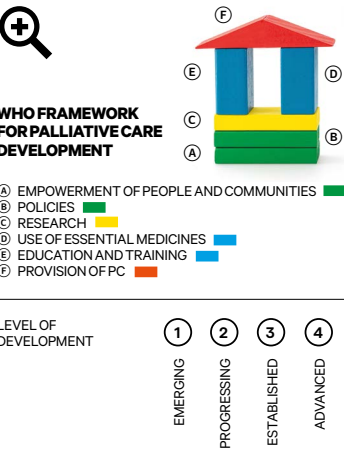 F
E
D
WHO FRAMEWORK
FOR PALLIATIVE CARE
DEVELOPMENT
C
B
A
A EMPOWERMENT OF PEOPLE AND COMMUNITIES
B POLICIES
C RESEARCH
D USE OF ESSENTIAL MEDICINES
E EDUCATION AND TRAINING
F PROVISION OF PC
LEVEL OF
DEVELOPMENT
1 2 3 4
EMERGING
PROGRESSING
ESTABLISHED
ADVANCED